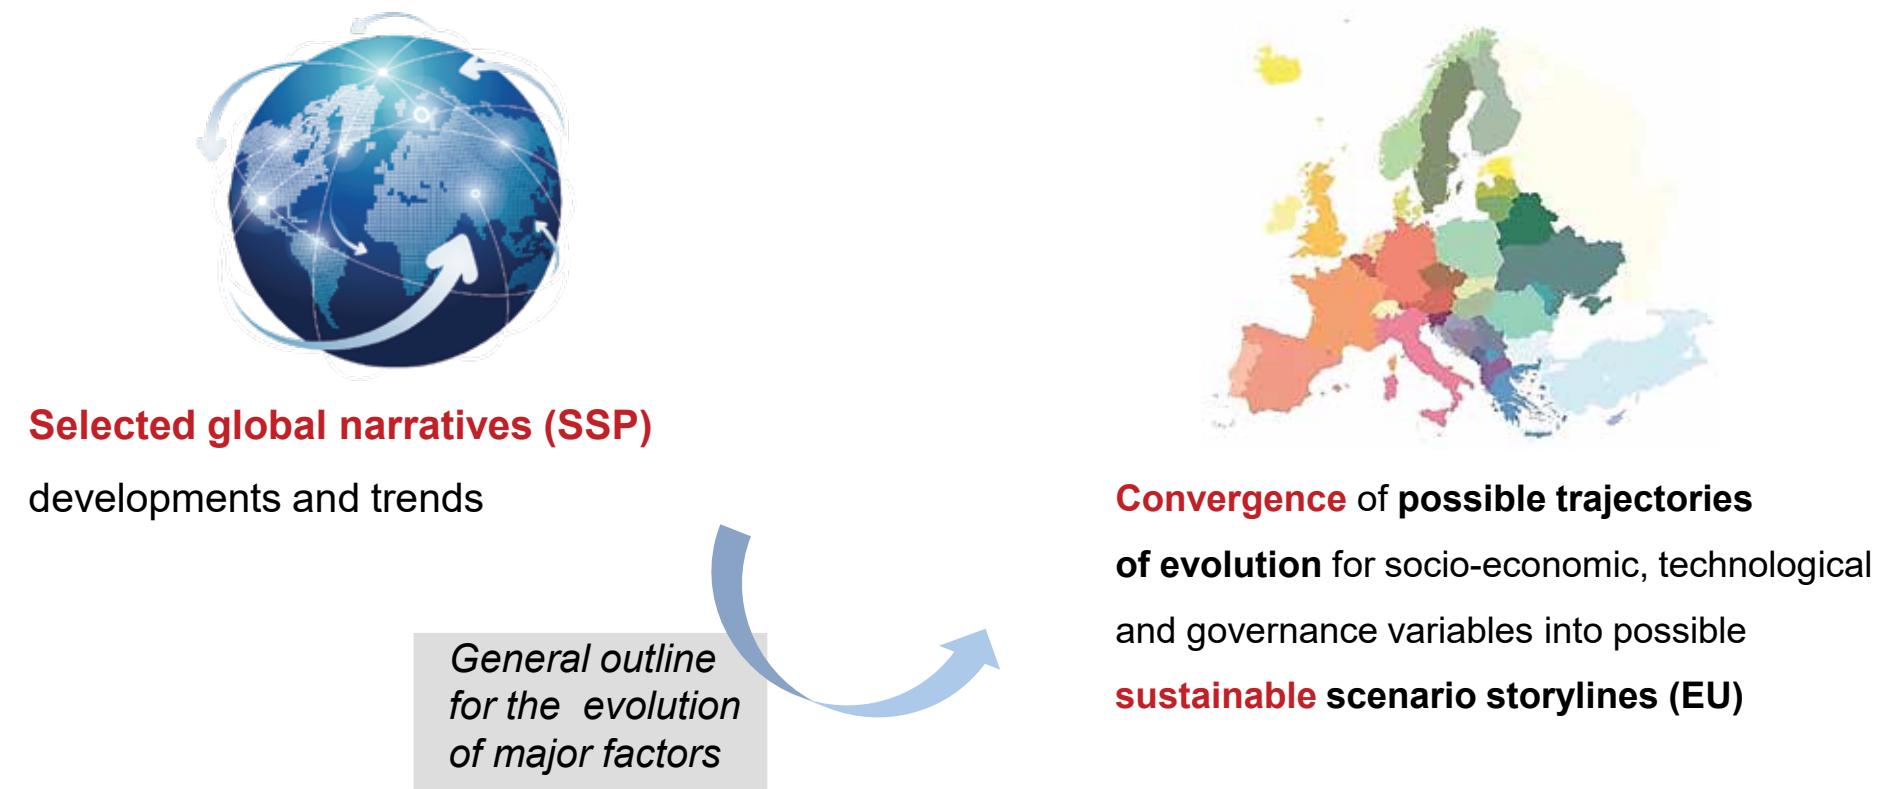 Selected global narratives (SSP)
developments and trends
General outline
for the  evolution
of major factors
Convergence of possible trajectories
of evolution for socio-economic, technological
and governance variables into possible
sustainable scenario storylines (EU)